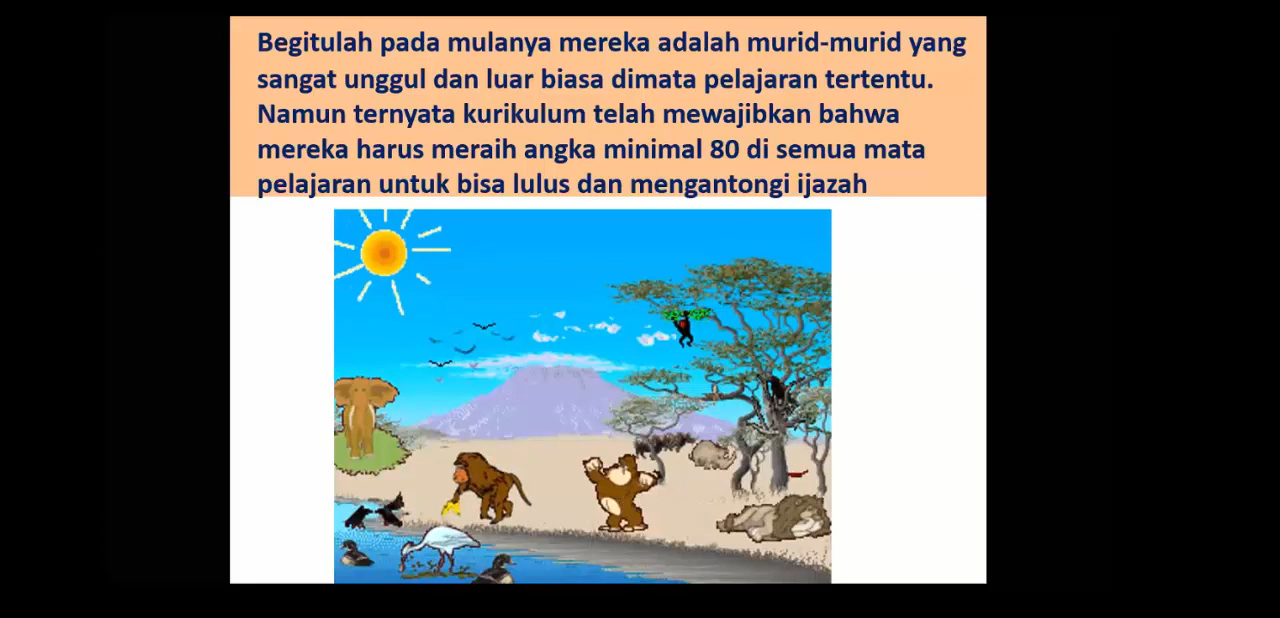 Begitulah pada mulanya mereka adalah murid-murid yang
sangat unggul dan luar biasa dimata pelajaran tertentu.
Namun ternyata kurikulum telah mewajibkan bahwa
mereka harus meraih angka minimal 80 di semua mata
pelajaran untuk bisa lulus dan mengantongi ijazah